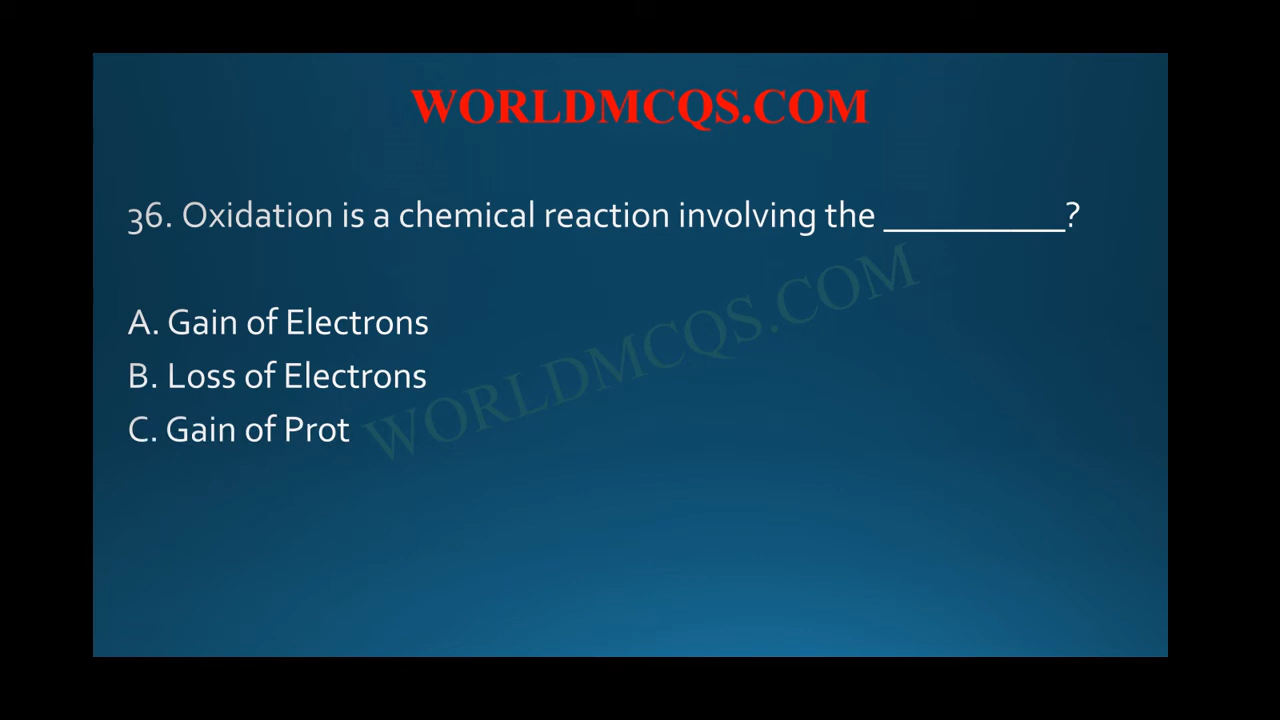 WORLDMCQS.COM
36. Oxidation is a chemical reaction involving the __________?
A. Gain of Electrons
B. Loss of Electrons
C. Gain of Prot
WORLDMCQS.COM